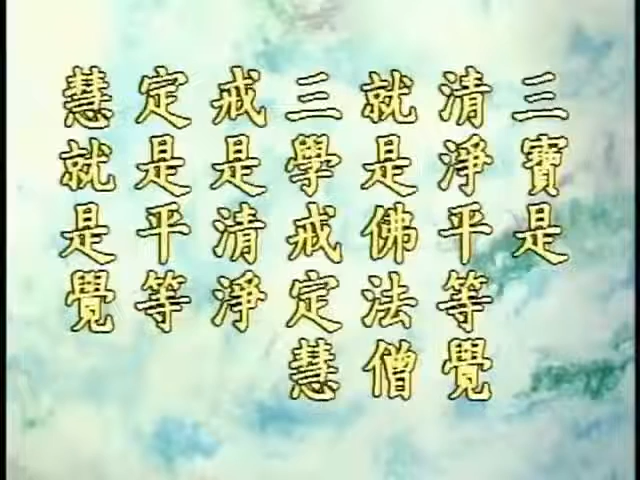 三寶是
清淨平等覺
就是佛法僧
三學戒定慧
戒是清淨
定是平等
慧就是覺